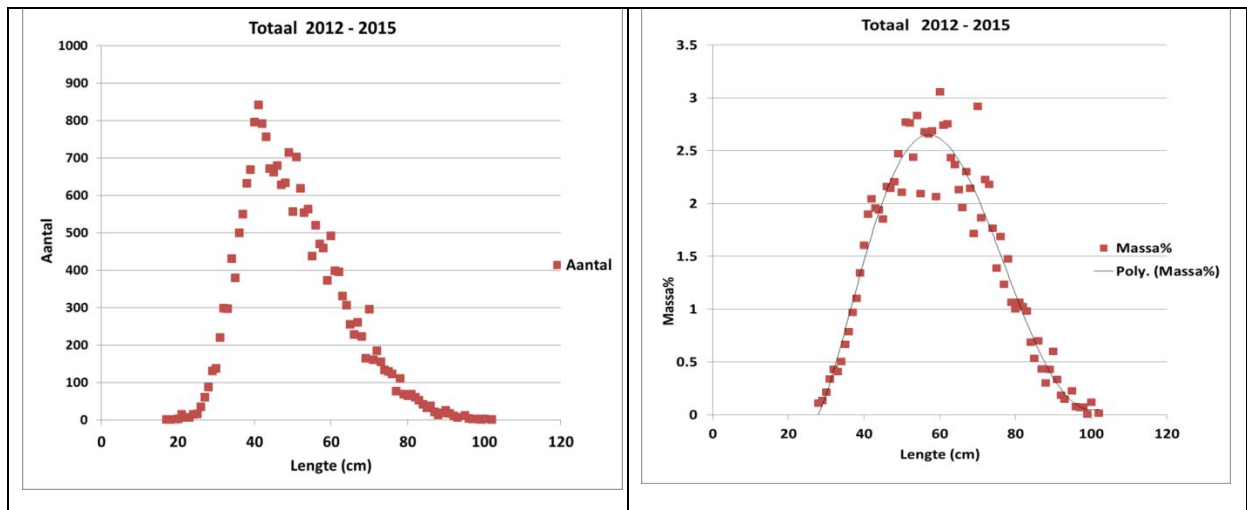 Totaal 2012 - 2015
1000
900
800
700
600
500
400
300
200
100
0
Aantal
Aantal
0 20 40 60 80 100 120
Lengte (cm)
Totaal 2012 - 2015
3.5
3
2.5
2
1.5
1
0.5
0
Massa%
Massa%
Poly. (Massa%)
0 20 40 60 80 100 120
Lengte (cm)